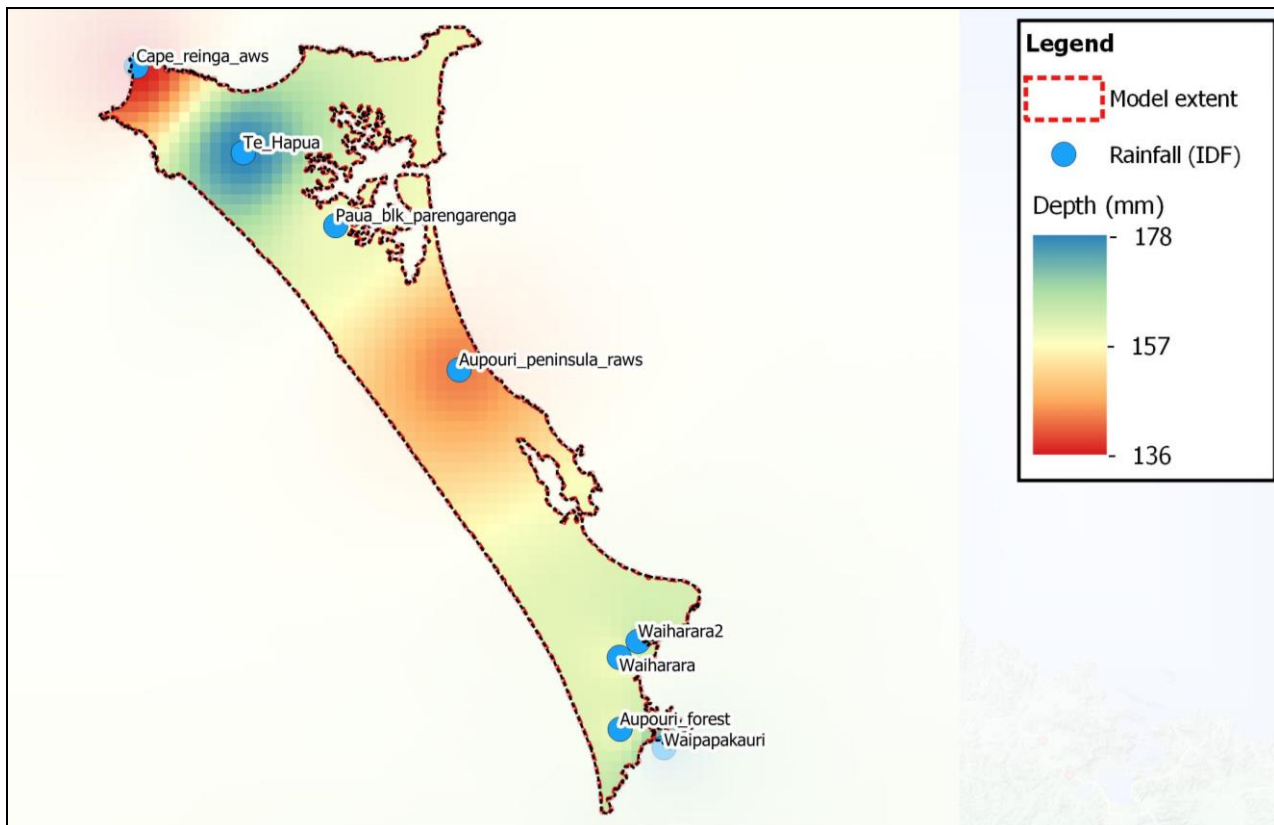 Cape_reinga_aws
Te_Hapua
Paua_blk_parengarenga
Aupouri_peninsula_raws
Waiharara2
Waiharara
Aupouri_forest
Waipapakauri
Legend
Model extent
Rainfall (IDF)
Depth (mm)
178
157
136